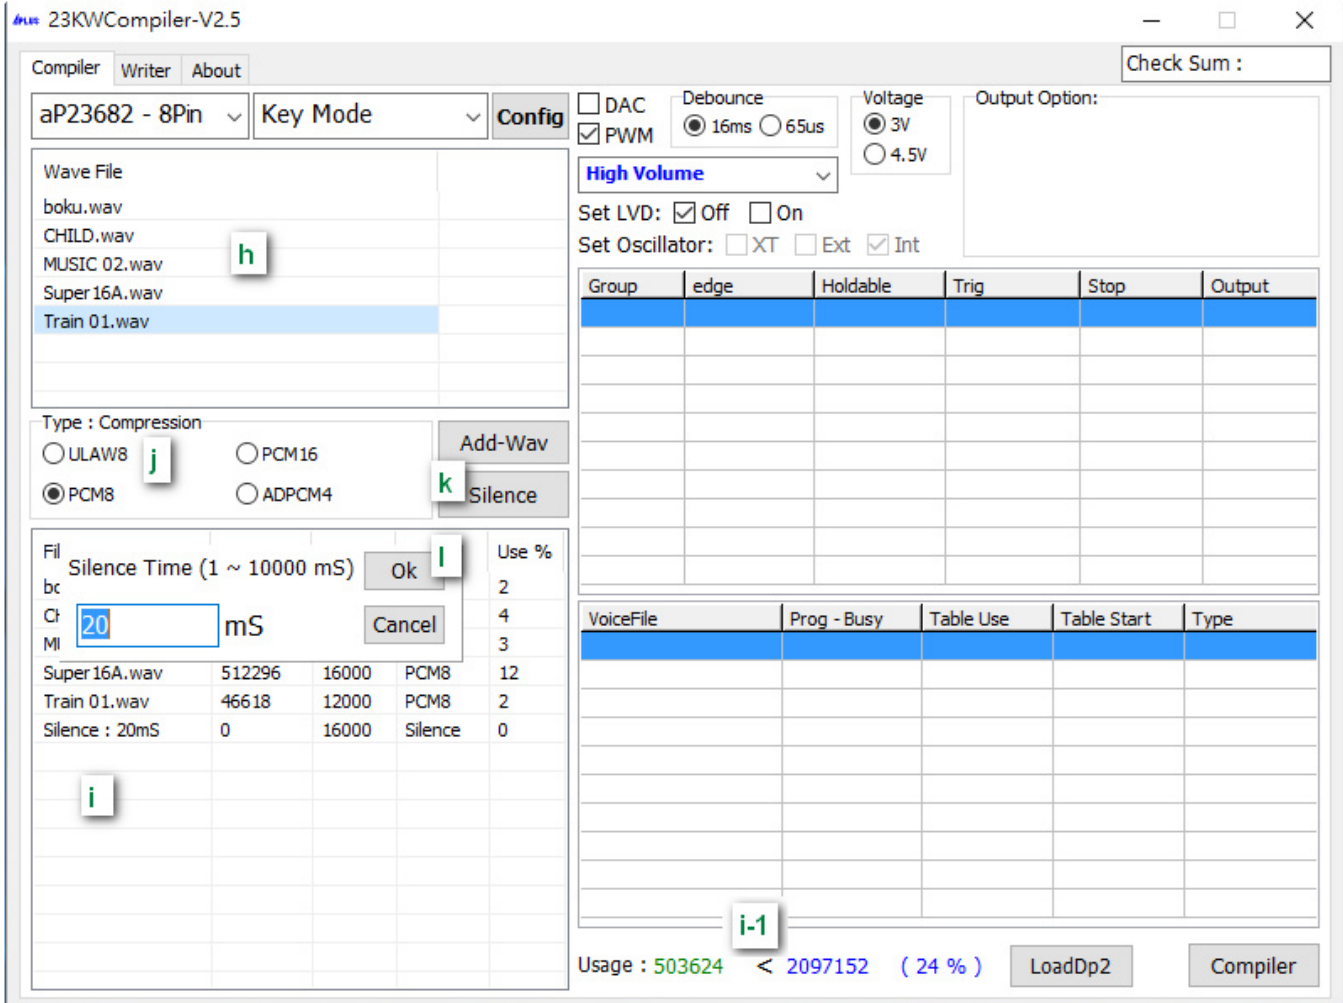 aPLUS 23KWCompiler-V2.5
Compiler Writer About
Check Sum :
aP23682 - 8Pin Key Mode Config
Wave File
boku.wav
CHILD.wav
MUSIC 02.wav
Super16A.wav
Train 01.wav
h
Type : Compression
ULAW8 PCM16
PCM8 ADPCM4
j
Add-Wav
k
Silence
Fil Use %
Silence Time (1 ~ 10000 mS) Ok
l
bo 2
20 mS Cancel
CH 4
MU 3
Super16A.wav 512296 16000 PCM8 12
Train 01.wav 46618 12000 PCM8 2
Silence : 20mS 0 16000 Silence 0
i
DAC
PWM
Debounce
16ms 65us
Voltage
3V
4.5V
Output Option:
High Volume
Set LVD: Off On
Set Oscillator: XT Ext Int
Group edge Holdable Trig Stop Output
VoiceFile Prog - Busy Table Use Table Start Type
i-1
Usage : 503624 < 2097152 ( 24 % ) LoadDp2 Compiler